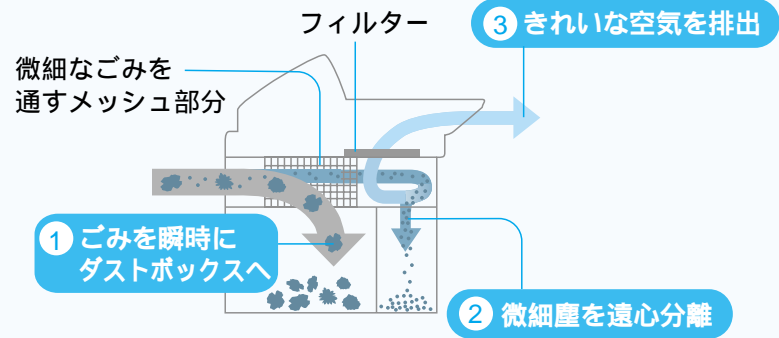 フィルター
③ きれいな空気を排出
微細なごみを
通すメッシュ部分
① ごみを瞬時に
ダストボックスへ
② 微細塵を遠心分離